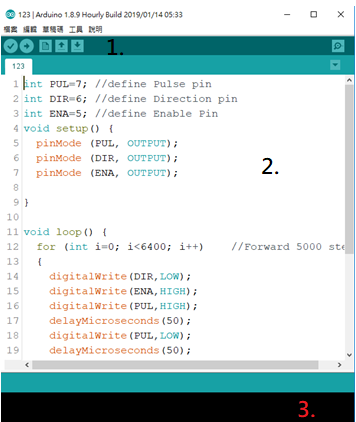 123 | Arduino 1.8.9 Hourly Build 2019/01/14 05:33
檔案 編輯 草稿碼 工具 說明
1.
123
1 int PUL=7; //define Pulse pin
2 int DIR=6; //define Direction pin
3 int ENA=5; //define Enable Pin
4 void setup() {
5 pinMode (PUL, OUTPUT);
6 pinMode (DIR, OUTPUT);
7 pinMode (ENA, OUTPUT);
2.
8
9 }
10
11 void loop() {
12 for (int i=0; i<6400; i++) //Forward 5000 ste
13 {
14 digitalWrite(DIR,LOW);
15 digitalWrite(ENA,HIGH);
16 digitalWrite(PUL,HIGH);
17 delayMicroseconds(50);
18 digitalWrite(PUL,LOW);
19 delayMicroseconds(50);
3.